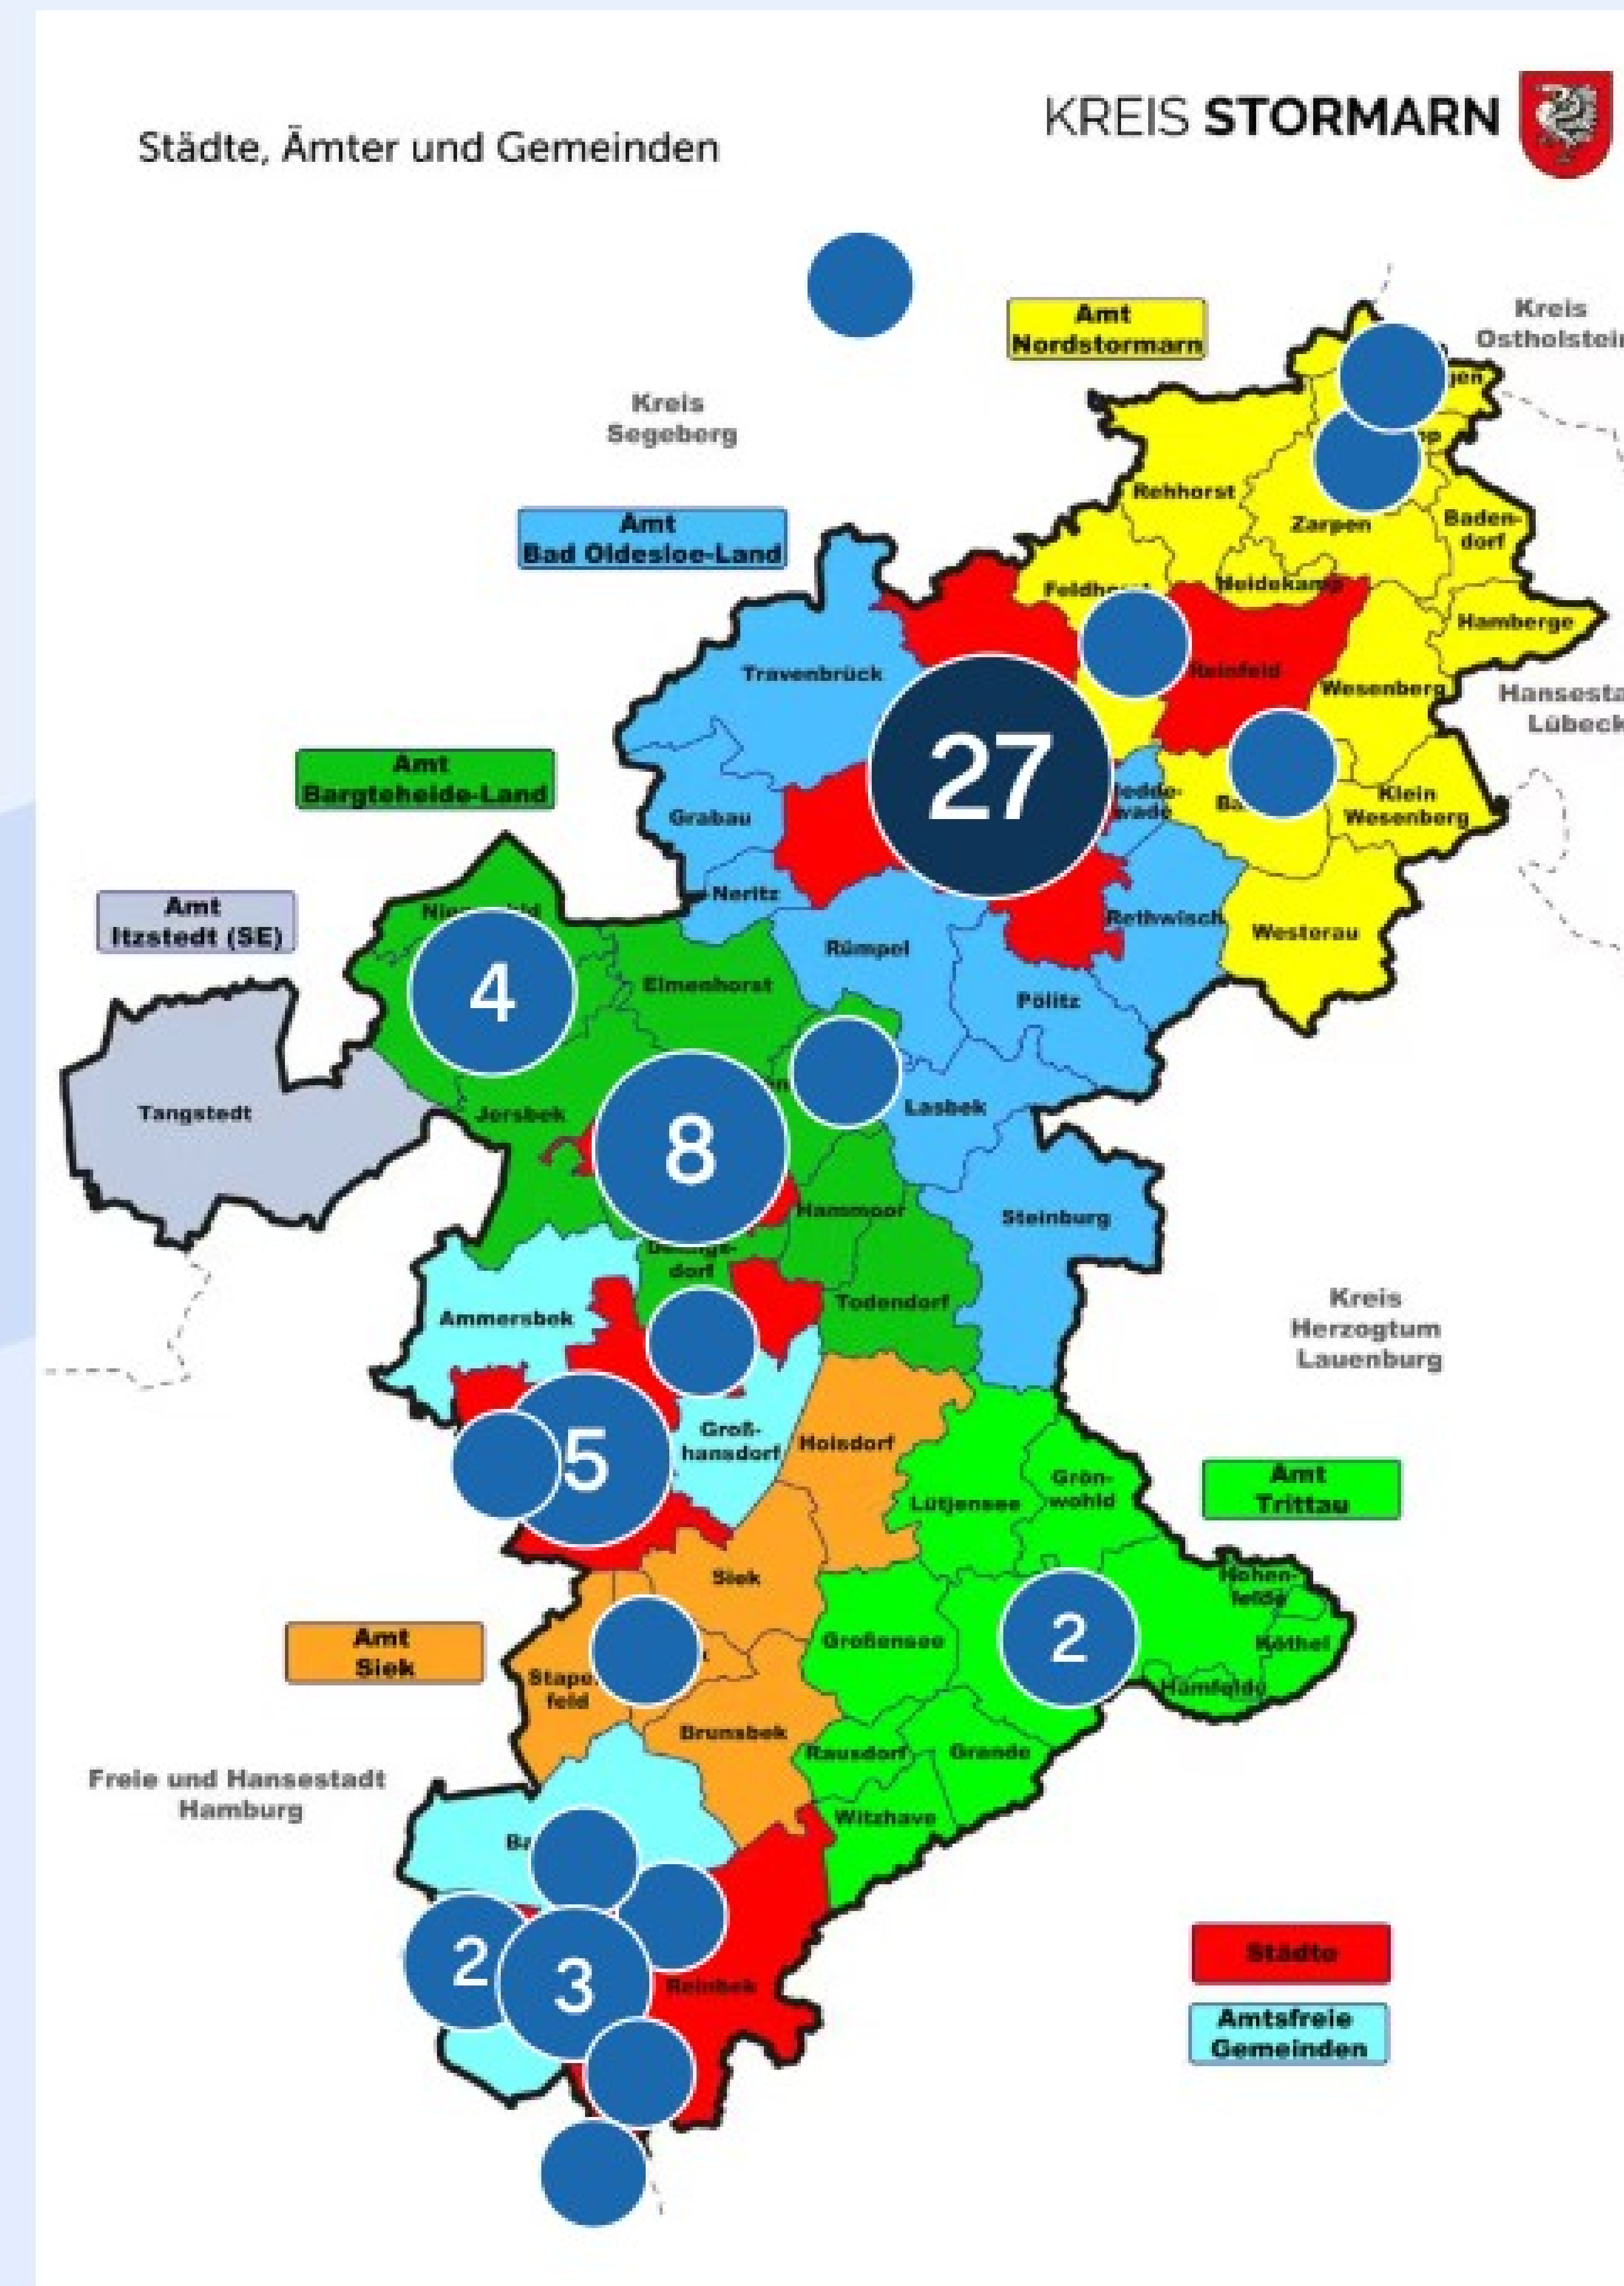 KREIS STORMARN
Städte, Ämter und Gemeinden
Amt
Nordstormarn
Kreis
Kreis
Segeberg
Rehhorst
Zarpen
Baden-
dorf
Amt
Bad Oldesloe-Land
Heidekamp
Hamberge
Travenbrück
Reinfeld
Wesenberg
Amt
Bargteheide-Land
27
Grabau
Klein
Wesenberg
Neritz
Amt
Itzstedt (SE)
Rethwisch
Westerau
Rümpel
4
Elmenhorst
Pölitz
Tangstedt
Jersbek
Lasbek
8
Hammoor
Steinburg
dorf
Todendorf
Ammersbek
Kreis
Herzogtum
Lauenburg
Groß-
hansdorf
Hoisdorf
5
Grön-
wohld
Lütjensee
Amt
Trittau
Siek
Hohen-
felde
Großensee
2
Köthel
Amt
Siek
feld
Hamfelde
Brunsbek
Rausdorf
Grande
Freie und Hansestadt
Hamburg
Witzhave
2
3
Reinbek
Städte
Amtsfreie
Gemeinden